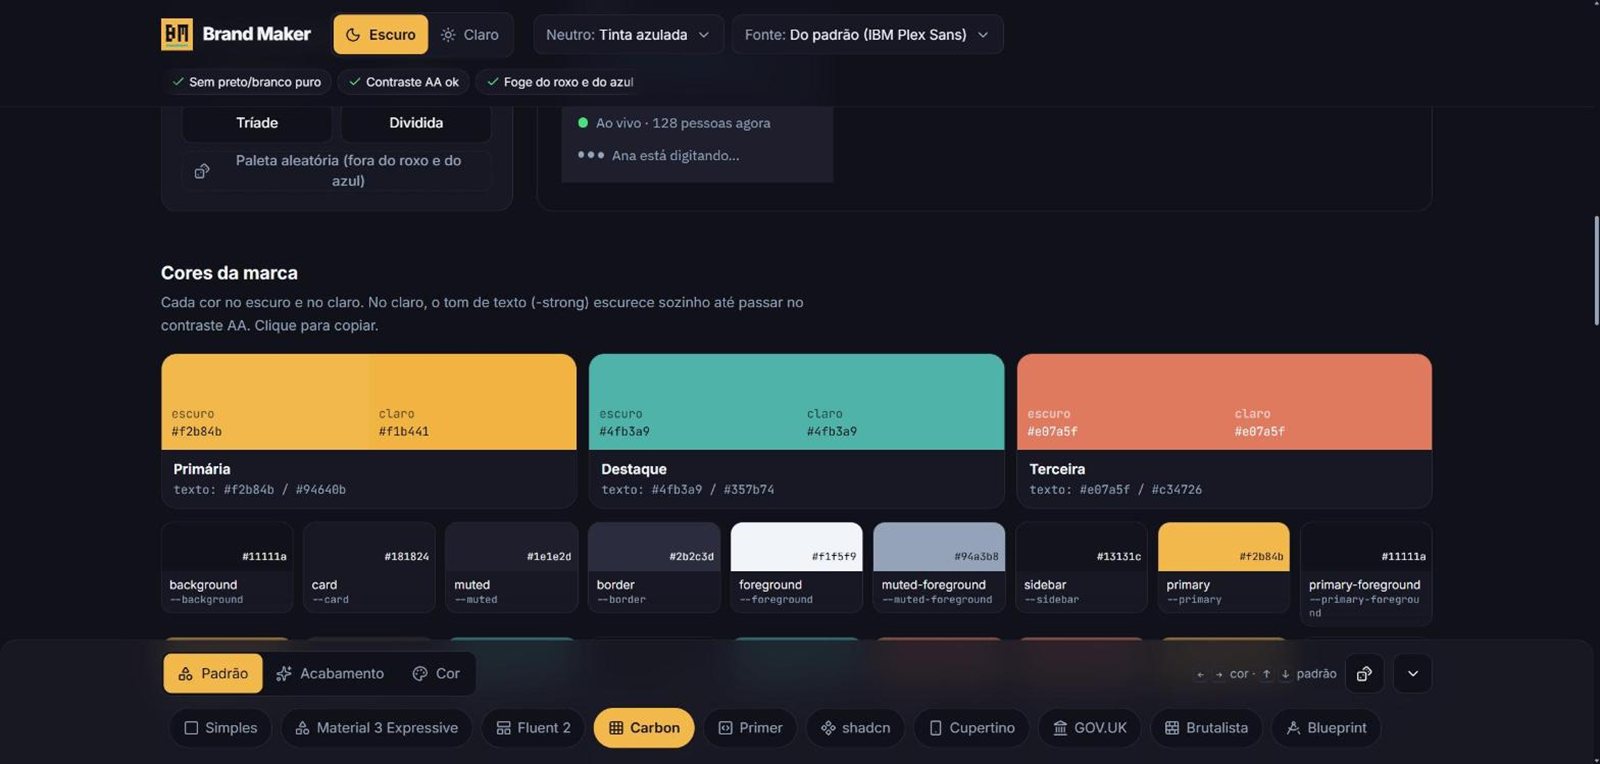 BM Brand Maker
Escuro
Claro
Neutro: Tinta azulada
Fonte: Do padrão (IBM Plex Sans)
Sem preto/branco puro
Contraste AA ok
Foge do roxo e do azul
Tríade
Dividida
Paleta aleatória (fora do roxo e do
azul)
Ao vivo · 128 pessoas agora
Ana está digitando...
Cores da marca
Cada cor no escuro e no claro. No claro, o tom de texto (-strong) escurece sozinho até passar no
contraste AA. Clique para copiar.
escuro
#f2b84b
claro
#f1b441
Primária
texto: #f2b84b / #94640b
escuro
#4fb3a9
claro
#4fb3a9
Destaque
texto: #4fb3a9 / #357b74
escuro
#e07a5f
claro
#e07a5f
Terceira
texto: #e07a5f / #c34726
#11111a
background
--background
#181824
card
--card
#1e1e2d
muted
--muted
#2b2c3d
border
--border
#f1f5f9
foreground
--foreground
#94a3b8
muted-foreground
--muted-foreground
#13131c
sidebar
--sidebar
#f2b84b
primary
--primary
#11111a
primary-foreground
--primary-foregrou
nd
Padrão
Acabamento
Cor
← → cor · ↑ ↓ padrão
Simples
Material 3 Expressive
Fluent 2
Carbon
Primer
shadcn
Cupertino
GOV.UK
Brutalista
Blueprint